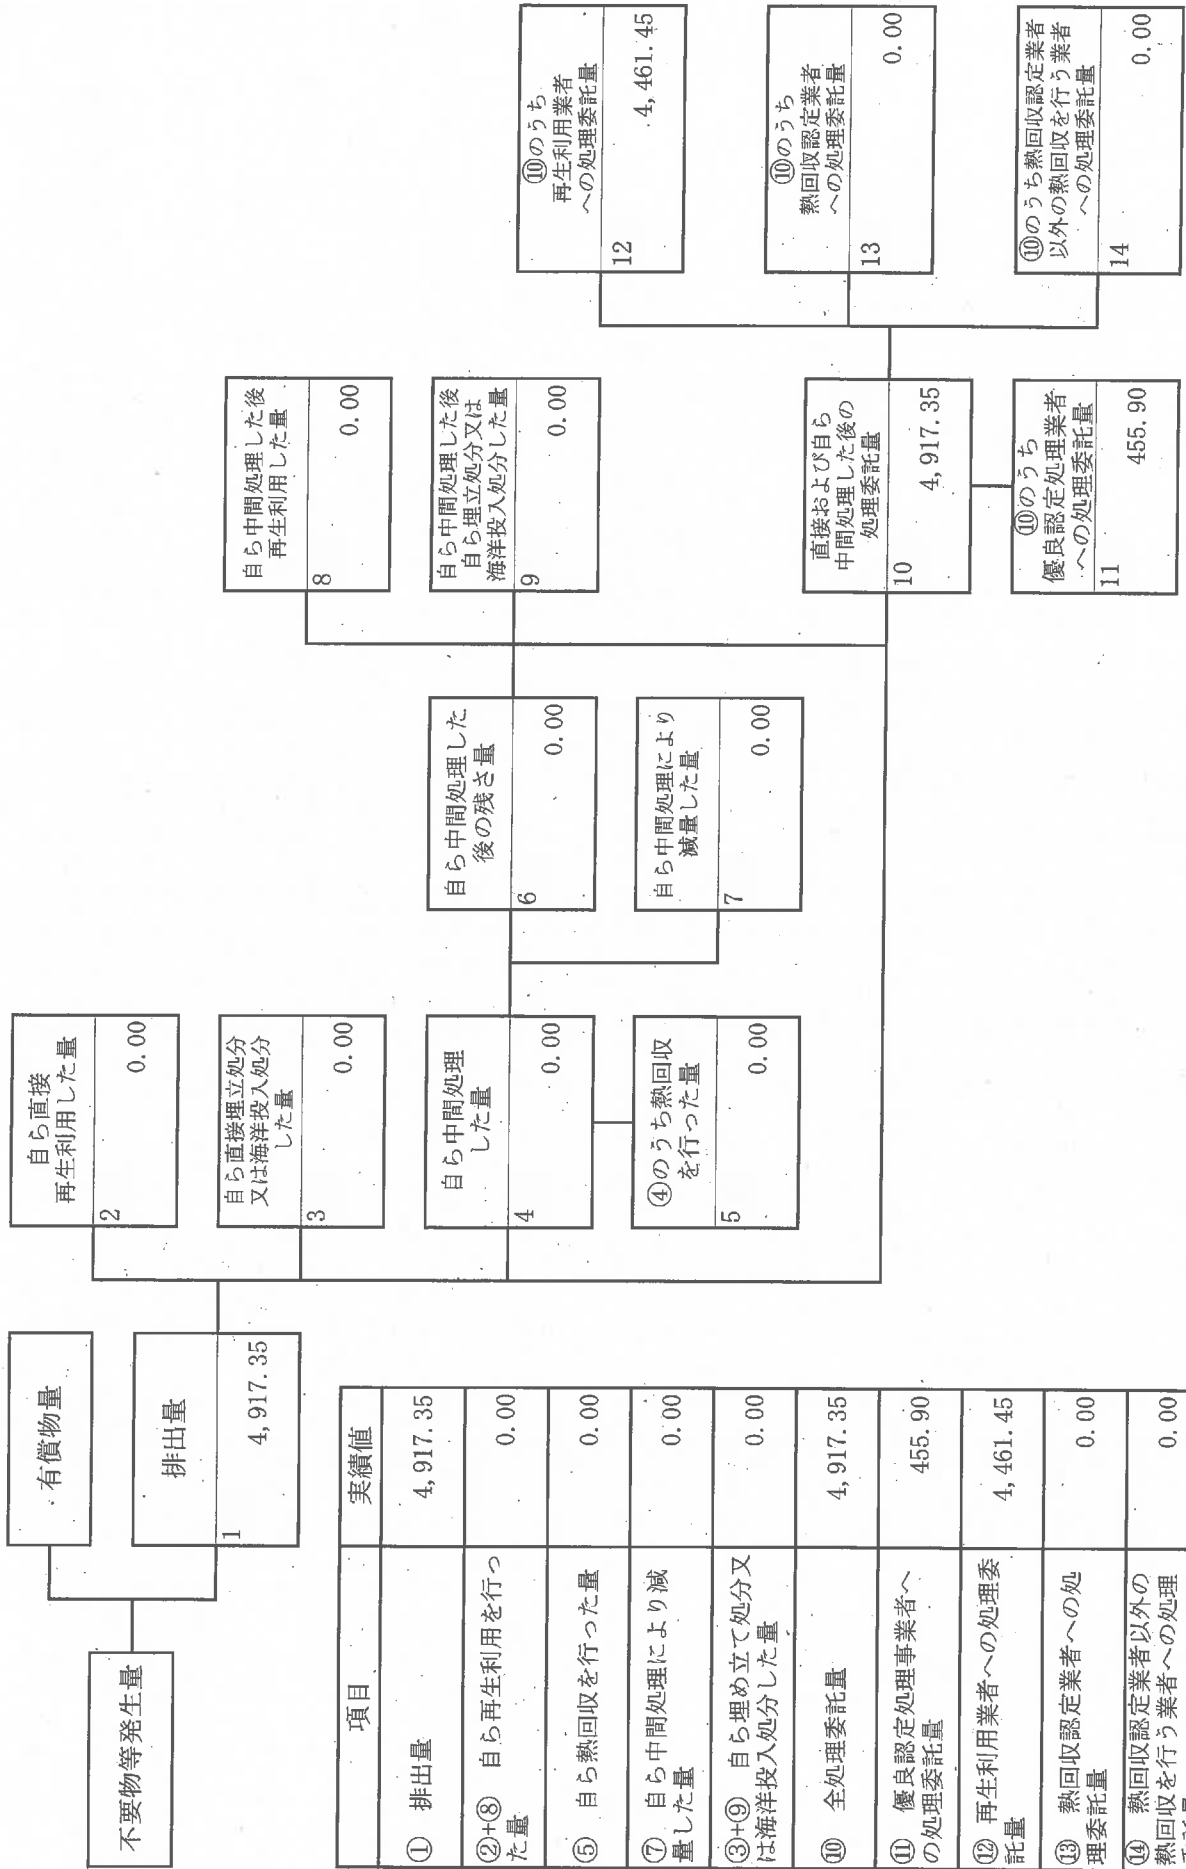 不要物等発生量
有償物量
排出量
1
4,917.35
自ら直接
再生利用した量
2
0.00
自ら直接埋立処分
又は海洋投入処分
した量
3
0.00
自ら中間処理
した量
4
0.00
④のうち熱回収
を行った量
5
0.00
自ら中間処理した
後の残さ量
6
0.00
自ら中間処理により
減量した量
7
0.00
自ら中間処理した後
再生利用した量
8
0.00
自ら中間処理した後
自ら埋立処分又は
海洋投入処分した量
9
0.00
直接および自ら
中間処理した後の
処理委託量
10
4,917.35
⑩のうち
優良認定処理業者
への処理委託量
11
455.90
⑩のうち
再生利用業者
への処理委託量
12
4,461.45
⑩のうち
熱回収認定業者
への処理委託量
13
0.00
⑩のうち熱回収認定業者
以外の熱回収を行う業者
への処理委託量
14
0.00
項目 実績値
① 排出量 4,917.35
②+⑧ 自ら再生利用を行っ
た量 0.00
⑤ 自ら熱回収を行った量 0.00
⑦ 自ら中間処理により減
量した量 0.00
③+⑨ 自ら埋め立て処分又
は海洋投入処分した量 0.00
⑩ 全処理委託量 4,917.35
⑪ 優良認定処理事業者へ
の処理委託量 455.90
⑫ 再生利用業者への処理委
託量 4,461.45
⑬ 熱回収認定業者への処
理委託量 0.00
⑭ 熱回収認定業者以外の
熱回収を行う業者への処理 0.00